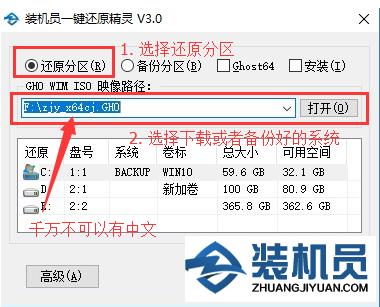 装机员一键还原精灵 V3.0
1. 选择还原分区
还原分区(R) 备份分区(B) Ghost64 安装(I)
GHO WIM ISO 映像路径:
F:\zjy_x64cj.GHO 打开(O)
2. 选择下载或者备份好的系统
还原 盘号 系统 卷标 总大小 可用空间
C: 1:1 BACKUP WIN10 59.6 GB 32.1 GB
D: 2:1 新加卷 100 GB 80.9 GB
E: 2:2 365.8 GB 362.6 GB
千万不可以有中文
高级(A)
装机员
ZHUANGJIYUAN.COM